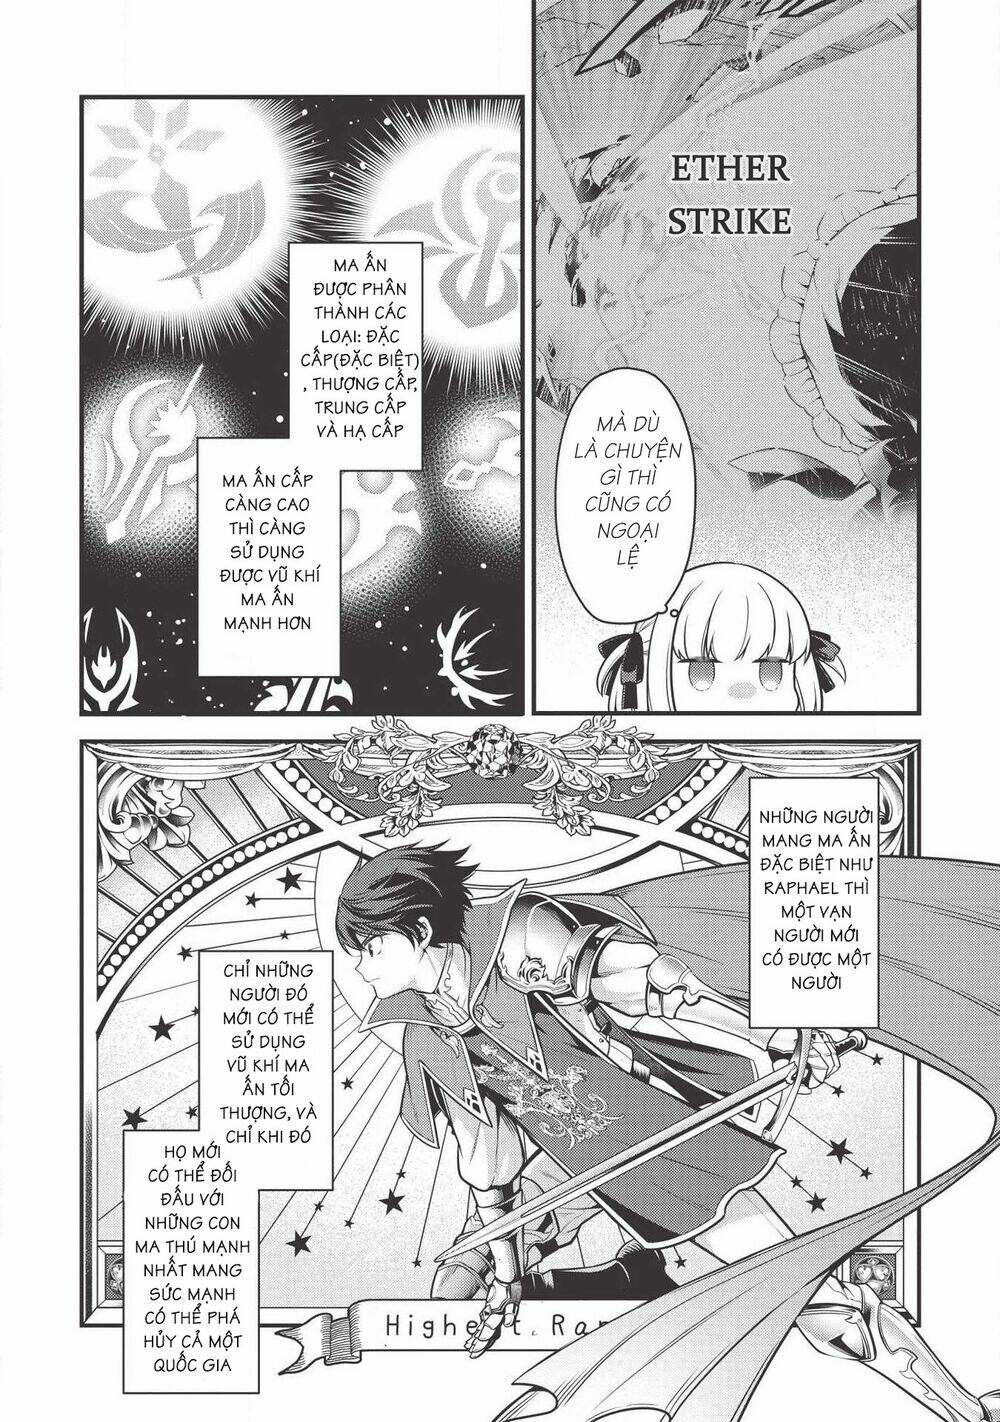 ETHER
STRIKE
MÀ DÙ
LÀ CHUYỆN
GÌ THÌ
CŨNG CÓ
NGOẠI
LỆ
MA ẤN
ĐƯỢC PHÂN
THÀNH CÁC
LOẠI: ĐẶC
CẤP(ĐẶC BIỆT)
, THƯỢNG CẤP,
TRUNG CẤP
VÀ HẠ CẤP
MA ẤN CẤP
CÀNG CAO
THÌ CÀNG
SỬ DỤNG
ĐƯỢC VŨ KHÍ
MA ẤN
MẠNH HƠN
NHỮNG NGƯỜI
MANG MA ẤN
ĐẶC BIỆT NHƯ
RAPHAEL THÌ
MỘT VẠN
NGƯỜI MỚI
CÓ ĐƯỢC MỘT
NGƯỜI
CHỈ NHỮNG
NGƯỜI ĐÓ
MỚI CÓ THỂ
SỬ DỤNG
VŨ KHÍ MA
ẤN TỐI
THƯỢNG, VÀ
CHỈ KHI ĐÓ
HỌ MỚI
CÓ THỂ ĐỐI
ĐẦU VỚI
NHỮNG CON
MA THÚ MẠNH
NHẤT MANG
SỨC MẠNH
CÓ THỂ PHÁ
HỦY CẢ MỘT
QUỐC GIA
Highe t Ra